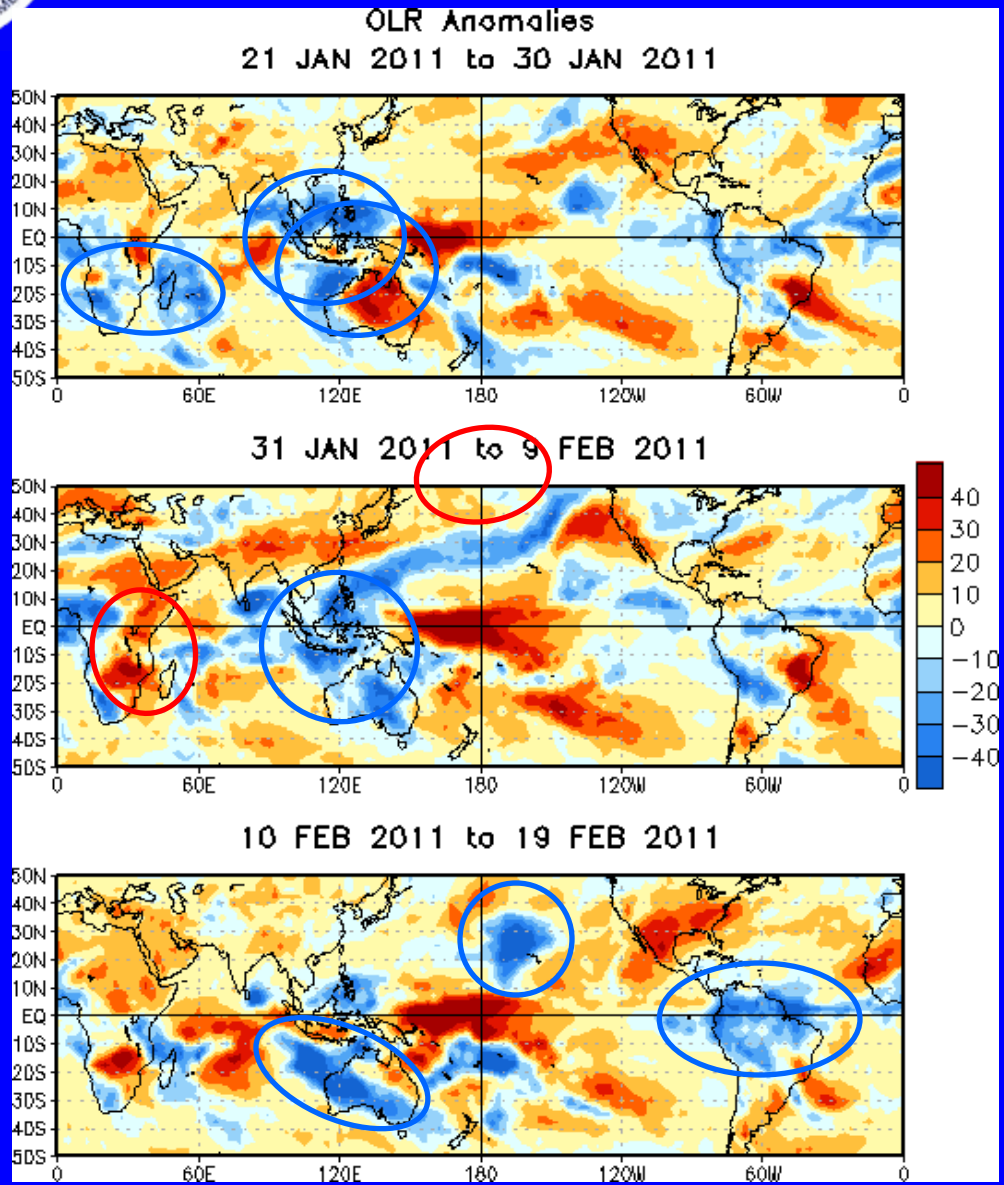 OLR Anomalies
21 JAN 2011 to 30 JAN 2011
50N
40N
30N
20N
10N
EQ
10S
20S
30S
40S
50S
0 60E 120E 180 120W 60W 0
31 JAN 2011 to 9 FEB 2011
50N
40N
30N
20N
10N
EQ
10S
20S
30S
40S
50S
0 60E 120E 180 120W 60W 0
40
30
20
10
0
-10
-20
-30
-40
10 FEB 2011 to 19 FEB 2011
50N
40N
30N
20N
10N
EQ
10S
20S
30S
40S
50S
0 60E 120E 180 120W 60W 0